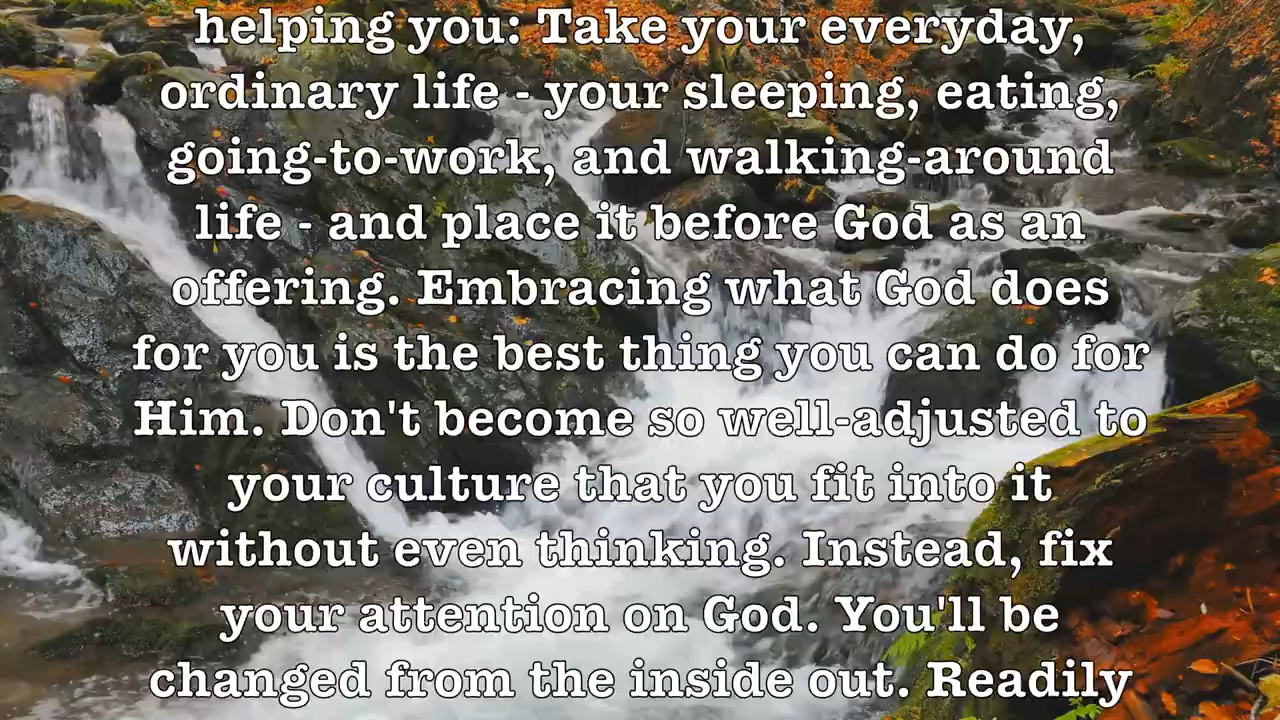 helping you: Take your everyday,
ordinary life - your sleeping, eating,
going-to-work, and walking-around
life - and place it before God as an
offering. Embracing what God does
for you is the best thing you can do for
Him. Don't become so well-adjusted to
your culture that you fit into it
without even thinking. Instead, fix
your attention on God. You'll be
changed from the inside out. Readily